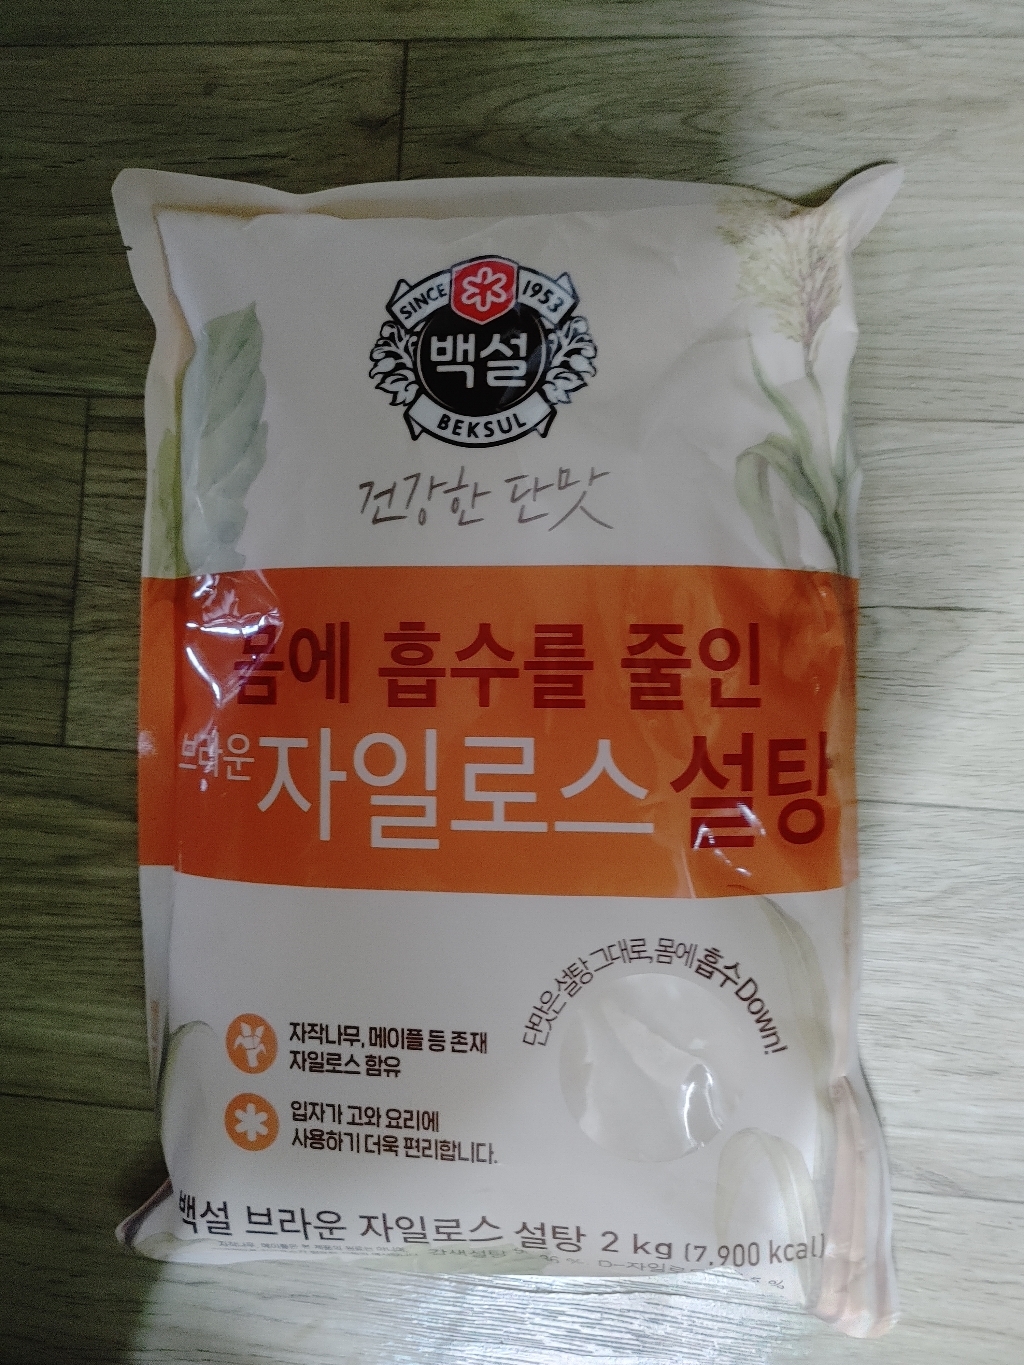 SINCE 1953
백설
BEKSUL
건강한 단맛
몸에 흡수를 줄인
브라운 자일로스 설탕
단맛은 설탕 그대로, 몸에 흡수 Down!
자작나무, 메이플 등 존재
자일로스 함유
입자가 고와 요리에
사용하기 더욱 편리합니다.
백설 브라운 자일로스 설탕 2 kg (7,900 kcal)
갈색설탕